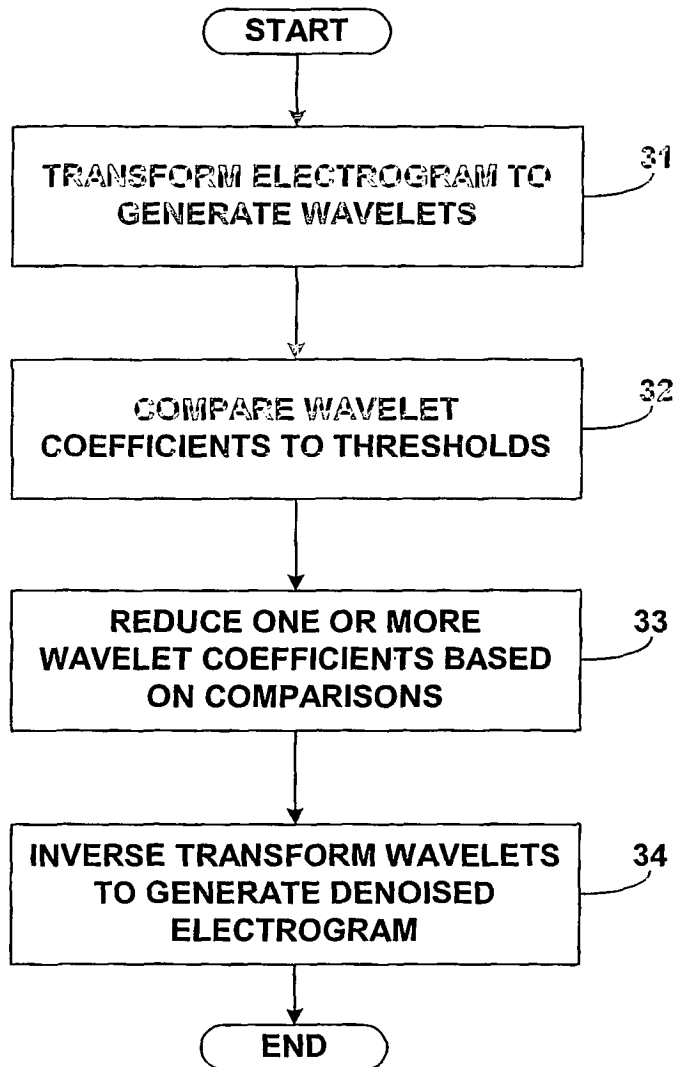 START
TRANSFORM ELECTROGRAM TO
GENERATE WAVELETS
31
COMPARE WAVELET
COEFFICIENTS TO THRESHOLDS
32
REDUCE ONE OR MORE
WAVELET COEFFICIENTS BASED
ON COMPARISONS
33
INVERSE TRANSFORM WAVELETS
TO GENERATE DENOISED
ELECTROGRAM
34
END